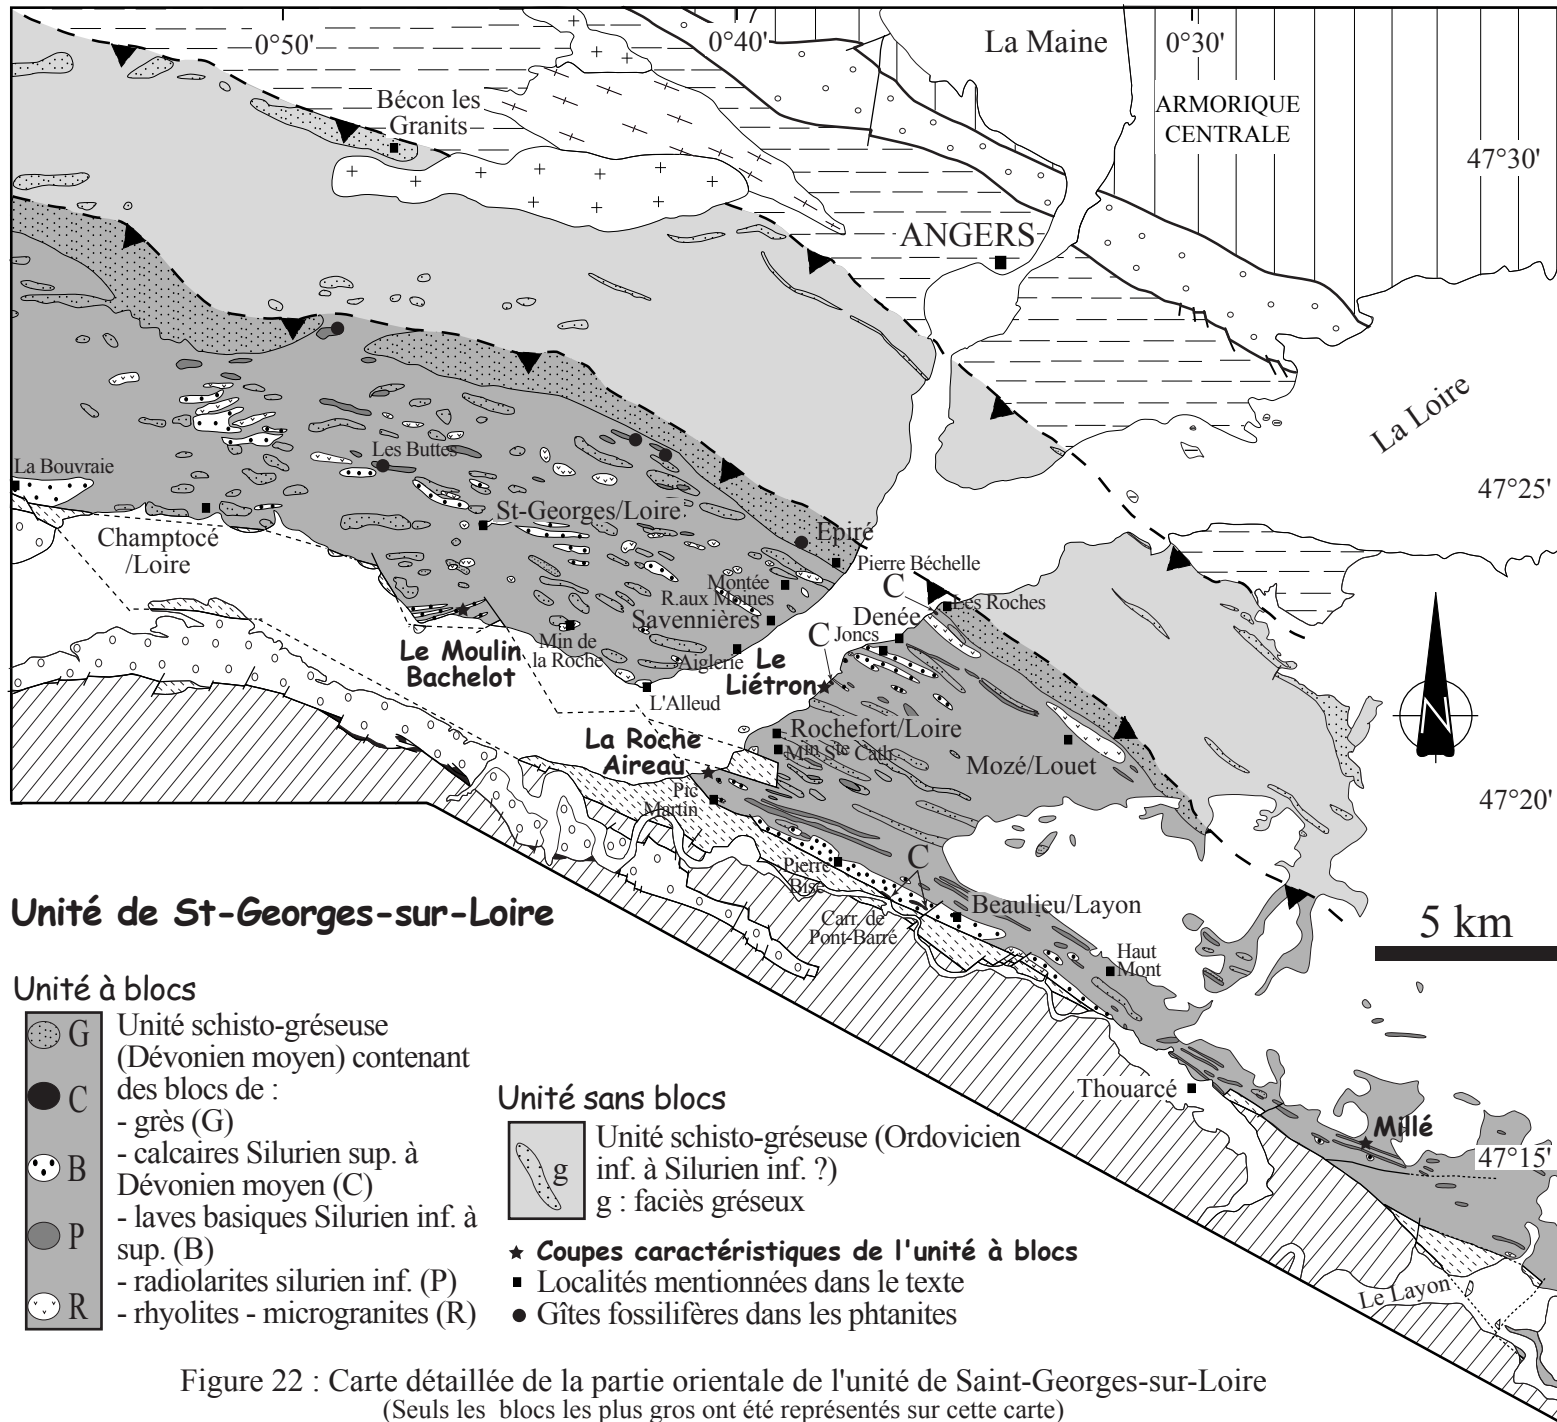 0°50'
0°40'
La Maine
0°30'
Bécon les
Granits
ARMORIQUE
CENTRALE
47°30'
ANGERS
La Loire
Les Buttes
La Bouvraie
47°25'
St-Georges/Loire
Champtocé
/Loire
Epiré
Pierre Béchelle
C
Montée
R.aux Moines
Les Roches
Savennières
Denée
C
Joncs
Le Moulin
Bachelot
Min de
la Roche
Aiglerie
Le
Liétron
L'Alleud
La Roche
Aireau
Rochefort/Loire
Min Ste Cath.
Mozé/Louet
Pic
Martin
47°20'
N
Pierre
Bise
C
Beaulieu/Layon
Carr. de
Pont-Barré
Haut
Mont
5 km
Thouarcé
Millé
47°15'
Le Layon
Unité de St-Georges-sur-Loire
Unité à blocs
G
C
B
P
R
Unité schisto-gréseuse
(Dévonien moyen) contenant
des blocs de :
- grès (G)
- calcaires Silurien sup. à
Dévonien moyen (C)
- laves basiques Silurien inf. à
sup. (B)
- radiolarites silurien inf. (P)
- rhyolites - microgranites (R)
Unité sans blocs
g
Unité schisto-gréseuse (Ordovicien
inf. à Silurien inf. ?)
g : faciès gréseux
Coupes caractéristiques de l'unité à blocs
Localités mentionnées dans le texte
Gîtes fossilifères dans les phtanites
Figure 22 : Carte détaillée de la partie orientale de l'unité de Saint-Georges-sur-Loire
(Seuls les blocs les plus gros ont été représentés sur cette carte)